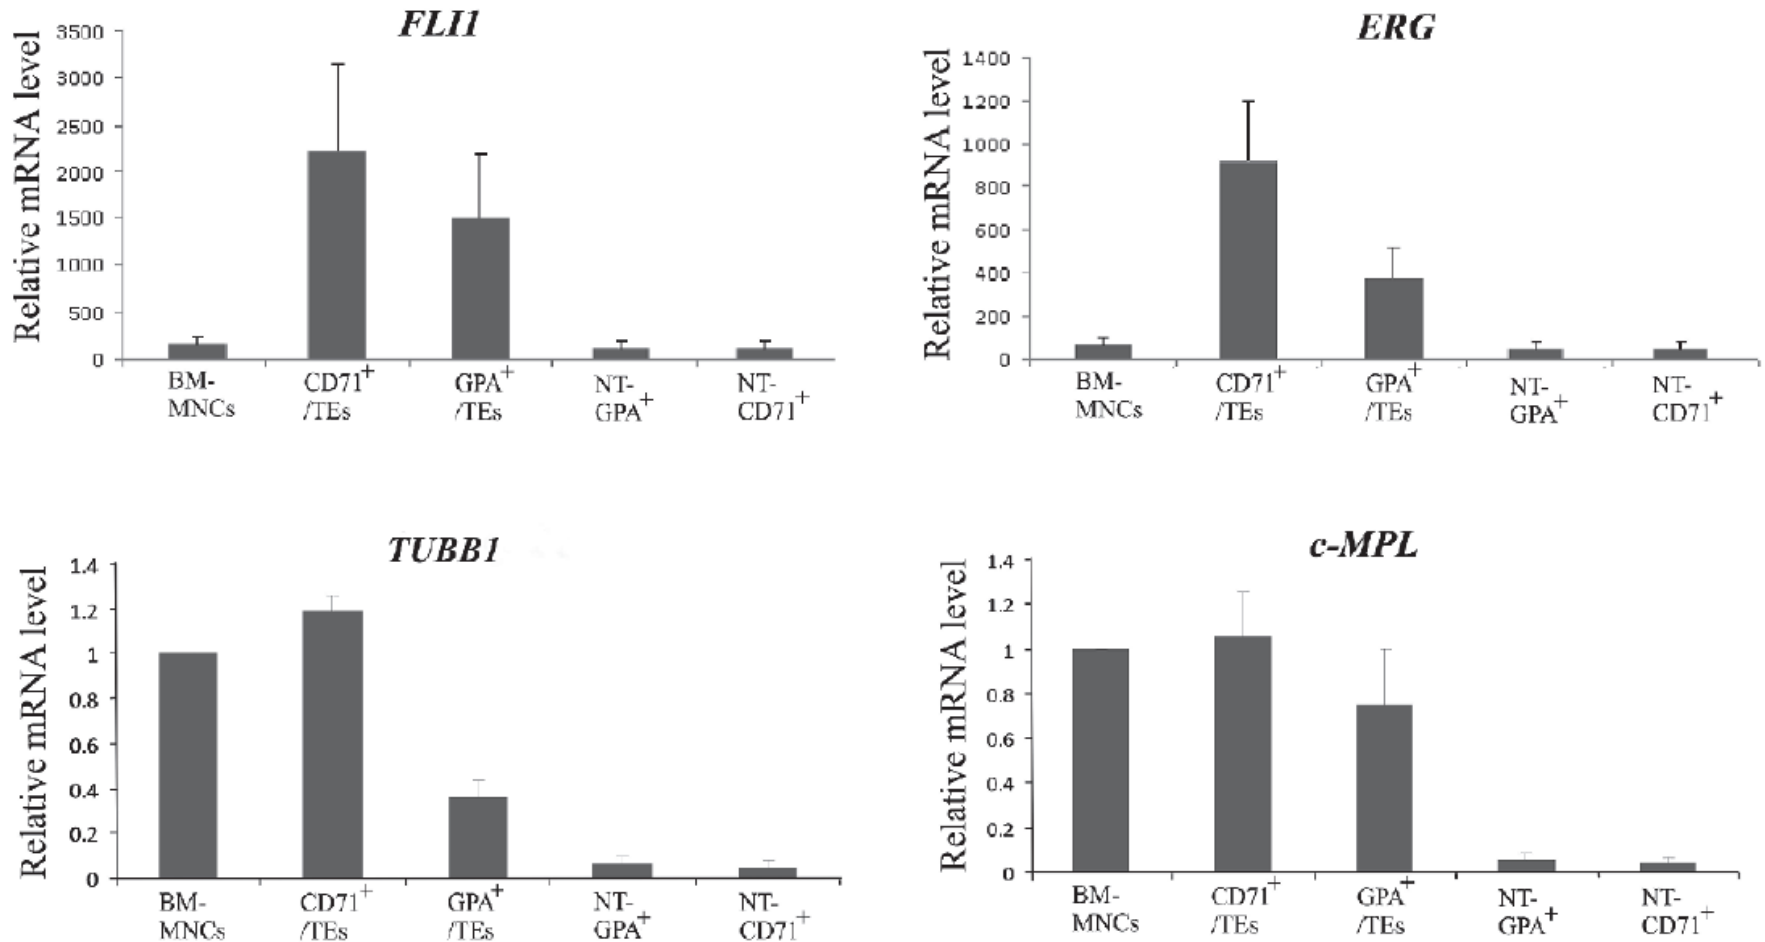 FLI1
Relative mRNA level
3500
3000
2500
2000
1500
1000
500
0
BM-
MNCs
CD71+
/TEs
GPA+
/TEs
NT-
GPA+
NT-
CD71+
ERG
Relative mRNA level
1400
1200
1000
800
600
400
200
0
BM-
MNCs
CD71+
/TEs
GPA+
/TEs
NT-
GPA+
NT-
CD71+
TUBB1
Relative mRNA level
1.4
1.2
1
0.8
0.6
0.4
0.2
0
BM-
MNCs
CD71+
/TEs
GPA+
/TEs
NT-
GPA+
NT-
CD71+
c-MPL
Relative mRNA level
1.4
1.2
1
0.8
0.6
0.4
0.2
0
BM-
MNCs
CD71+
/TEs
GPA+
/TEs
NT-
GPA+
NT-
CD71+